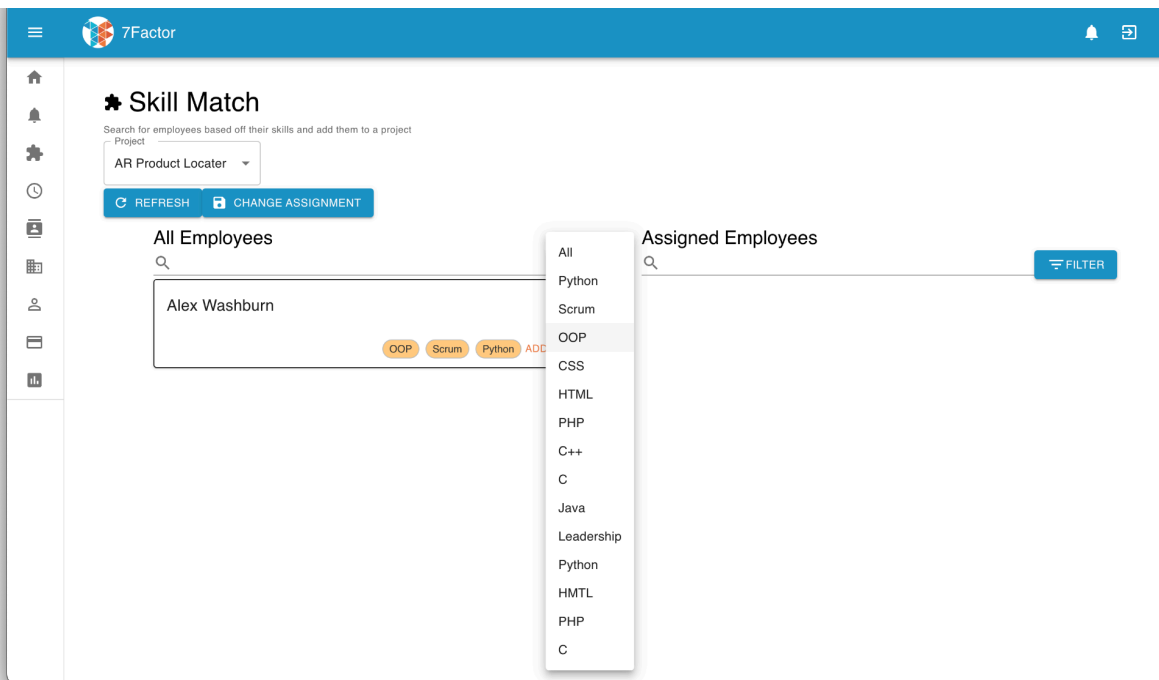 7Factor
Skill Match
Search for employees based off their skills and add them to a project
Project
AR Product Locater
REFRESH
CHANGE ASSIGNMENT
All Employees
Assigned Employees
FILTER
Alex Washburn
OOP Scrum Python ADD
All
Python
Scrum
OOP
CSS
HTML
PHP
C++
C
Java
Leadership
Python
HMTL
PHP
C